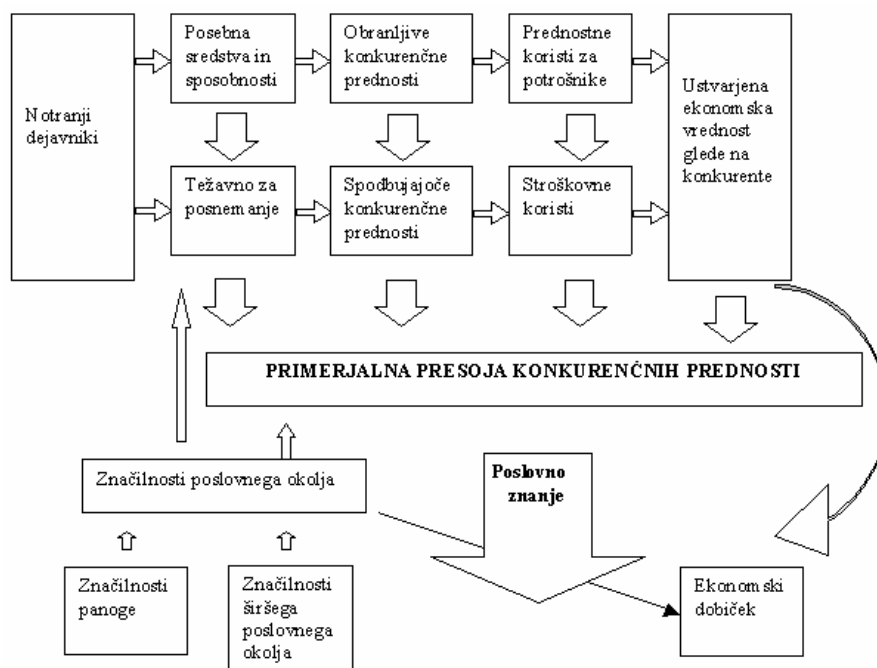 Notranji
dejavniki
Posebna
sredstva in
sposobnosti
Obranljive
konkurenčne
prednosti
Prednostne
koristi za
potrošnike
Ustvarjena
ekonomska
vrednost
glede na
konkurente
Težavno za
posnemanje
Spodbujajoče
konkurenčne
prednosti
Stroškovne
koristi
PRIMERJALNA PRESOJA KONKURENČNIH PREDNOSTI
Značilnosti poslovnega okolja
Poslovno
znanje
Značilnosti
panoge
Značilnosti
širšega
poslovnega
okolja
Ekonomski
dobiček